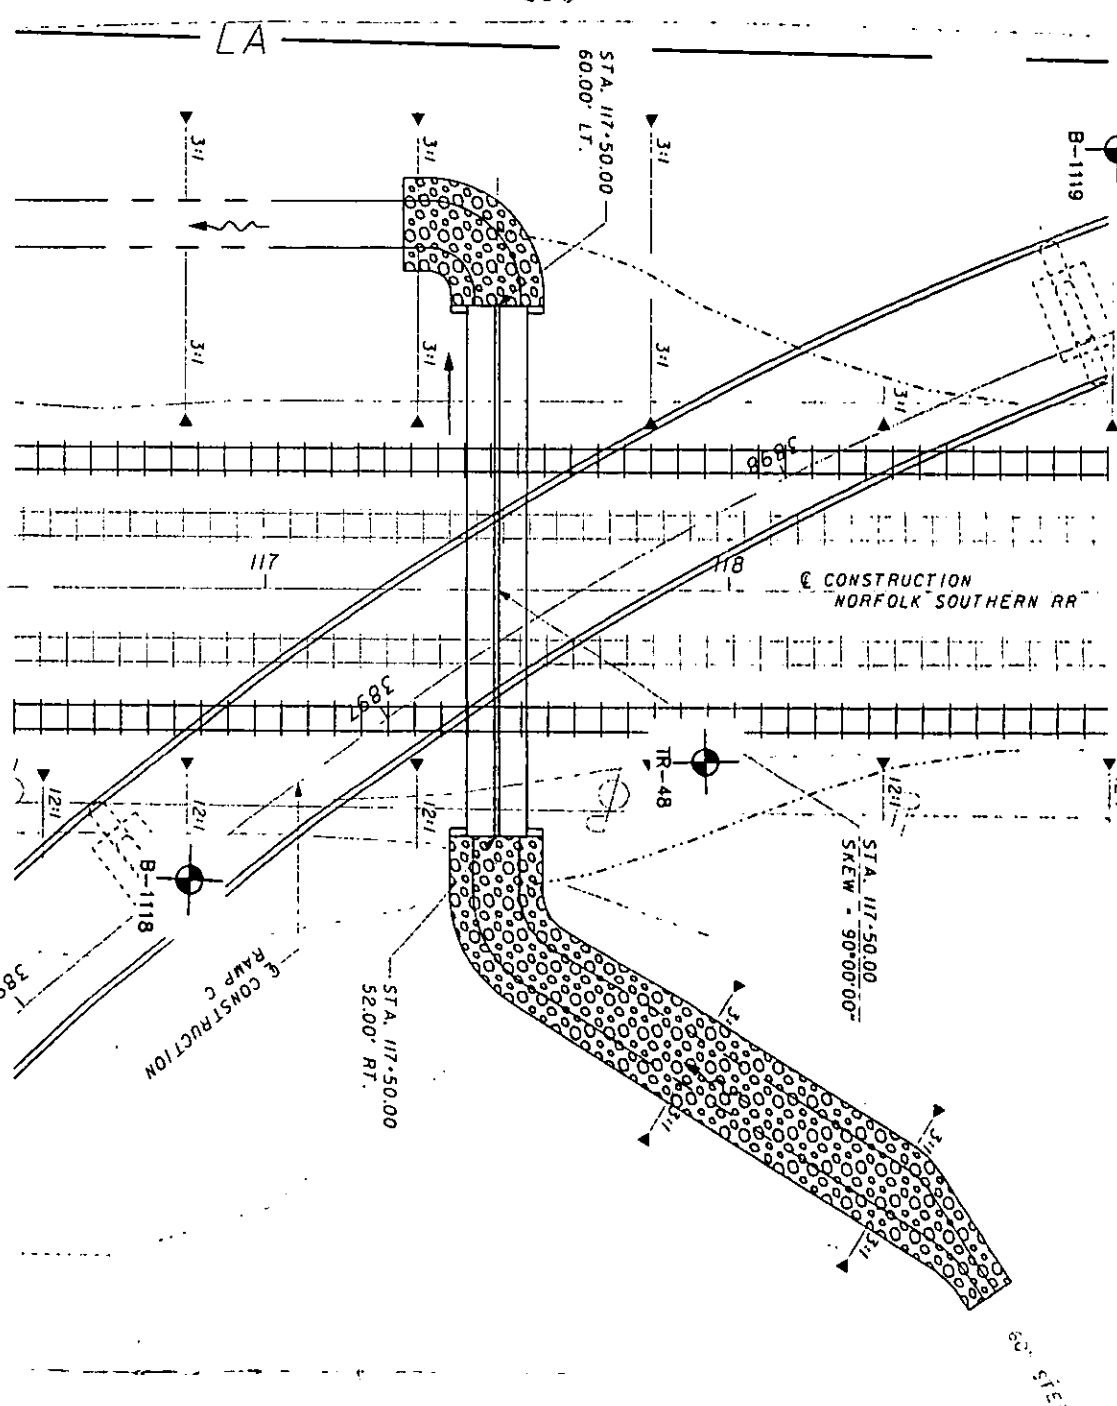 LA
STA. 117+50.00
60.00' LT.
3:1
3:1
3:1
B-1119
3:1
3:1
3:1
3898
117
118
℄ CONSTRUCTION
NORFOLK SOUTHERN RR
3897
TR-48
12:1
12:1
12:1
12:1
B-1118
STA. 117+50.00
SKEW = 90°00'00"
℄ CONSTRUCTION
RAMP C
STA. 117+50.00
52.00' RT.
3:1
3:1
3:1
3:1